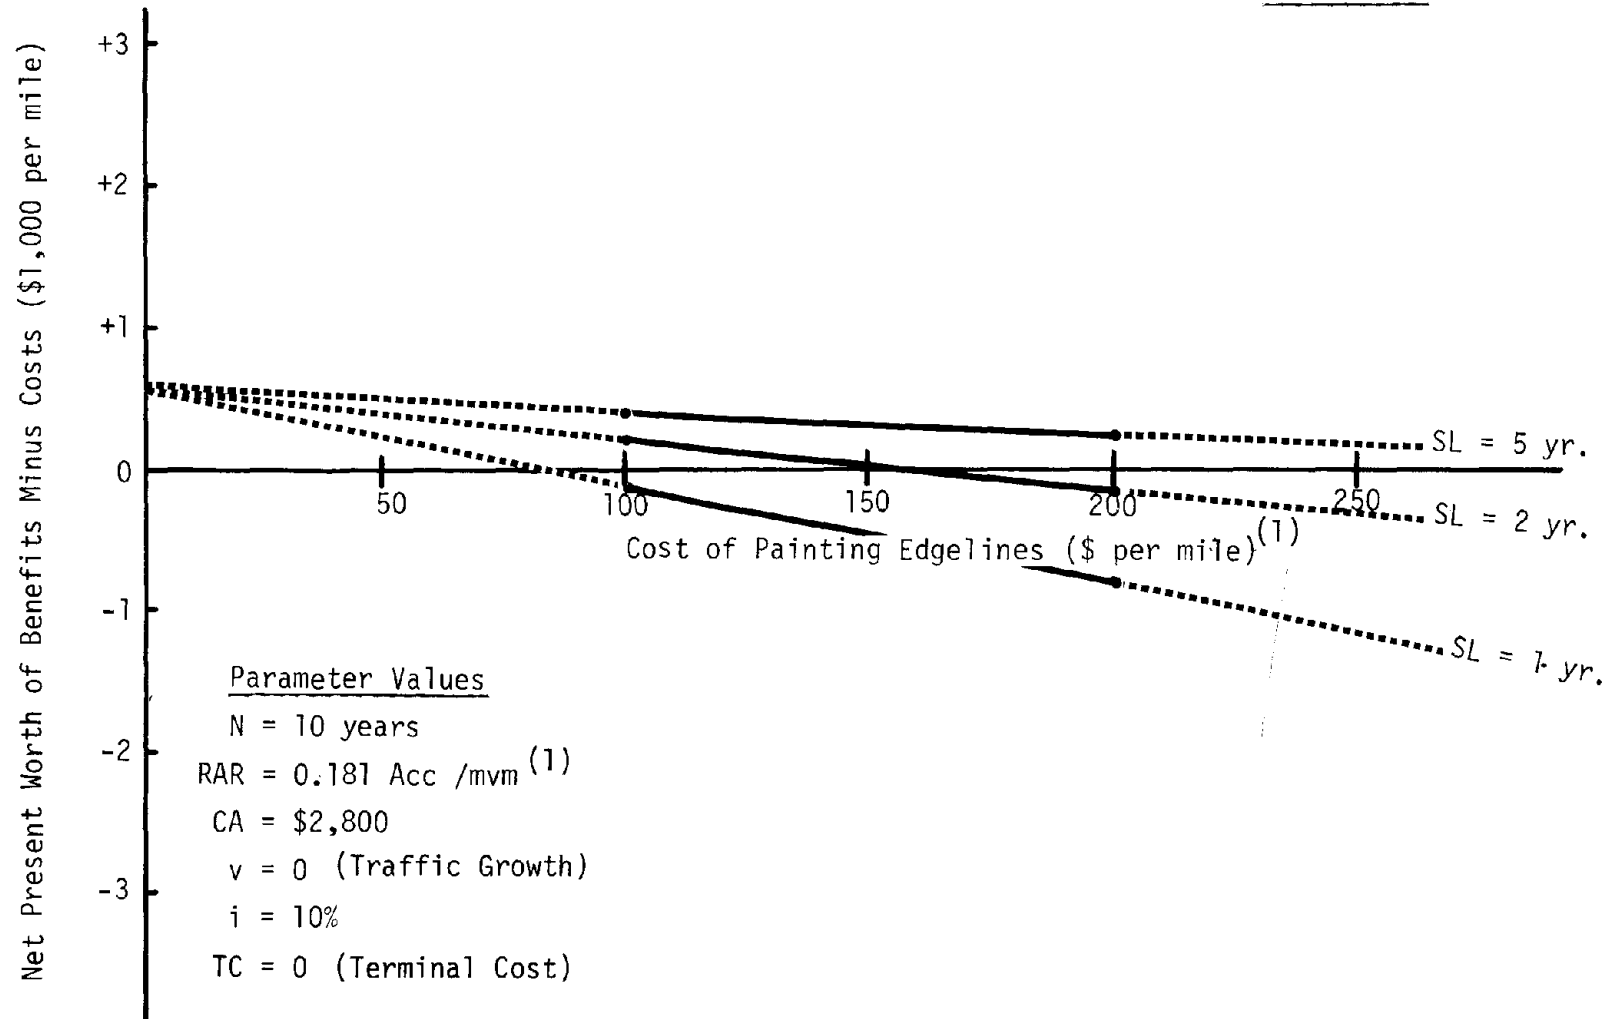 Net Present Worth of Benefits Minus Costs ($1,000 per mile)
+3
+2
+1
0
-1
-2
-3
50
100
150
200
250
SL = 5 yr.
SL = 2 yr.
SL = 1 yr.
Cost of Painting Edgelines ($ per mile)(1)
Parameter Values
N = 10 years
RAR = 0.181 Acc /mvm (1)
CA = $2,800
v = 0 (Traffic Growth)
i = 10%
TC = 0 (Terminal Cost)